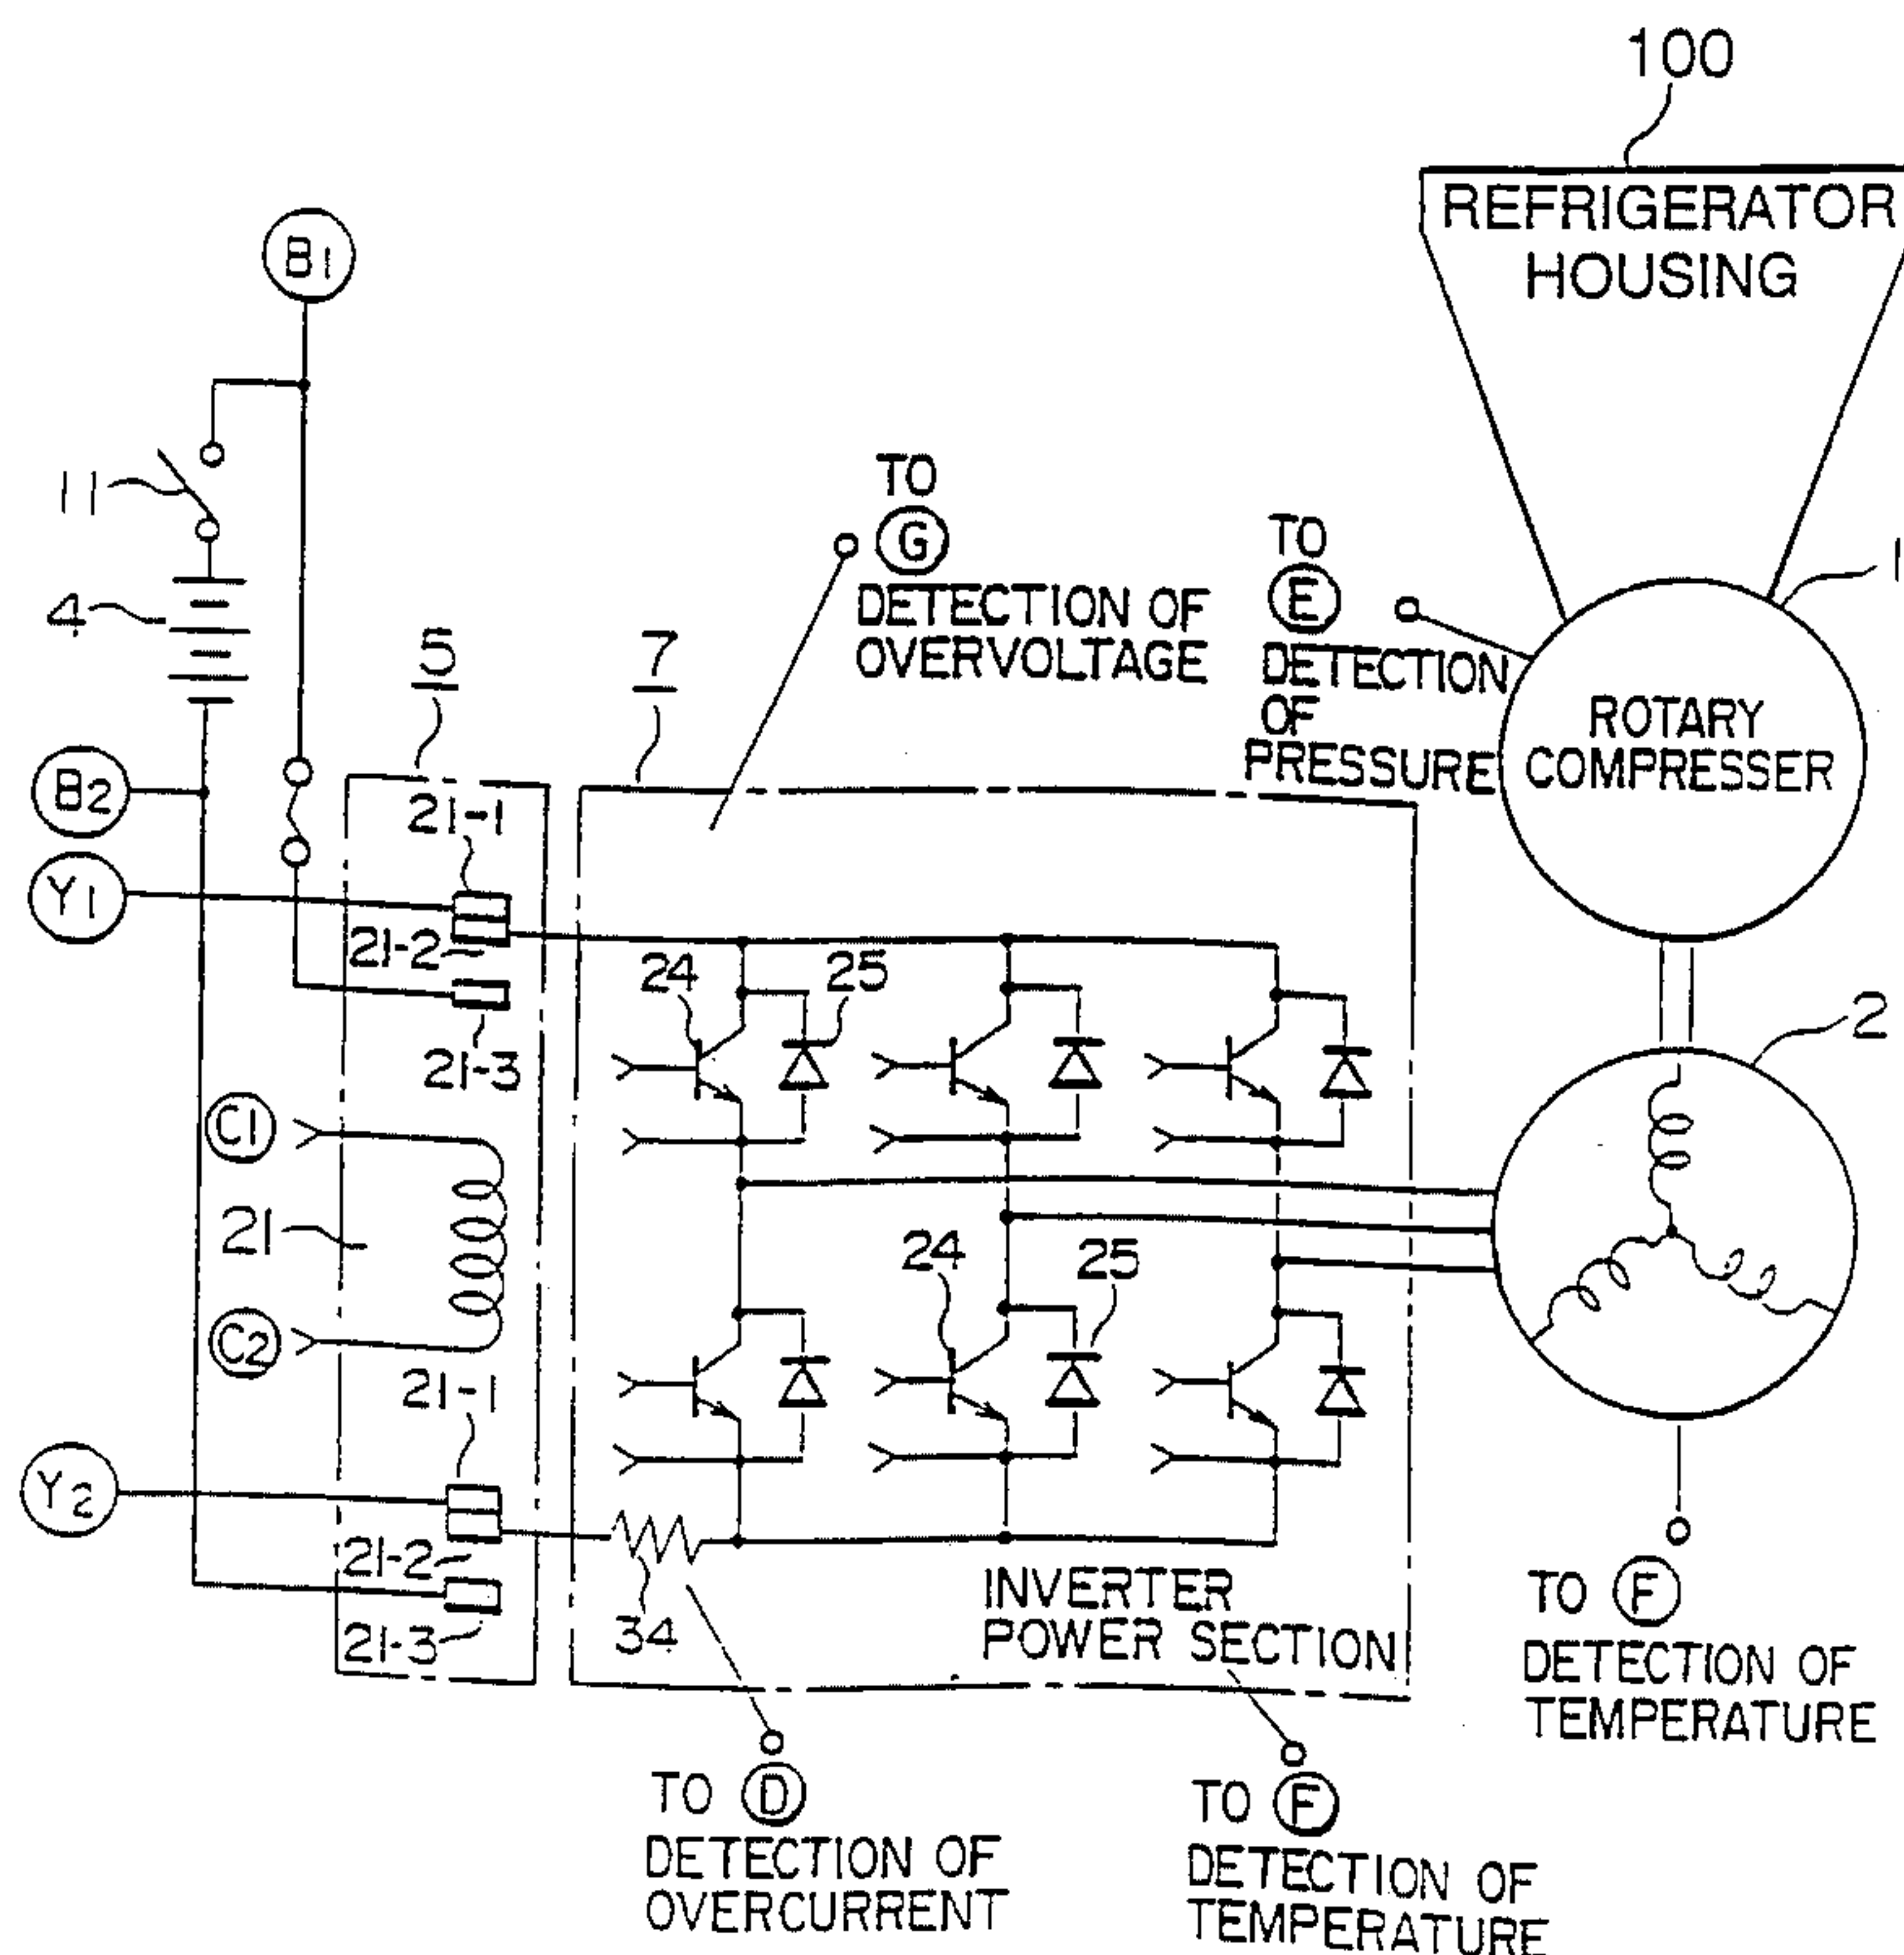 100
REFRIGERATOR
HOUSING
B1
11
4
TO
G
DETECTION OF
OVERVOLTAGE
TO
E
DETECTION
OF
PRESSURE
1
ROTARY
COMPRESSER
5
7
B2
21-1
Y1
21-2
24
25
2
21-3
C1
21
24
25
C2
21-1
Y2
21-2
34
21-3
INVERTER
POWER SECTION
TO F
DETECTION OF
TEMPERATURE
TO D
DETECTION OF
OVERCURRENT
TO F
DETECTION OF
TEMPERATURE